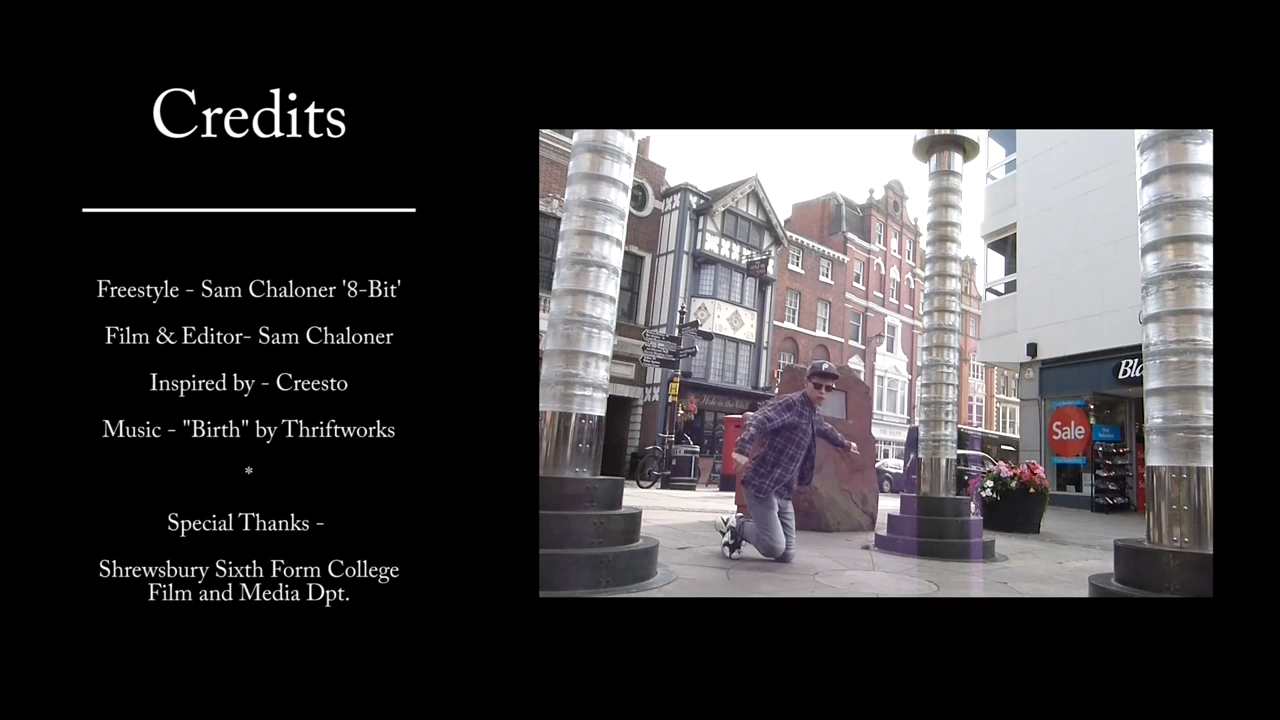 Credits
Freestyle - Sam Chaloner '8-Bit'
Film & Editor- Sam Chaloner
Inspired by - Creesto
Music - "Birth" by Thriftworks
*
Special Thanks -
Shrewsbury Sixth Form College
Film and Media Dpt.
Sale
Bla